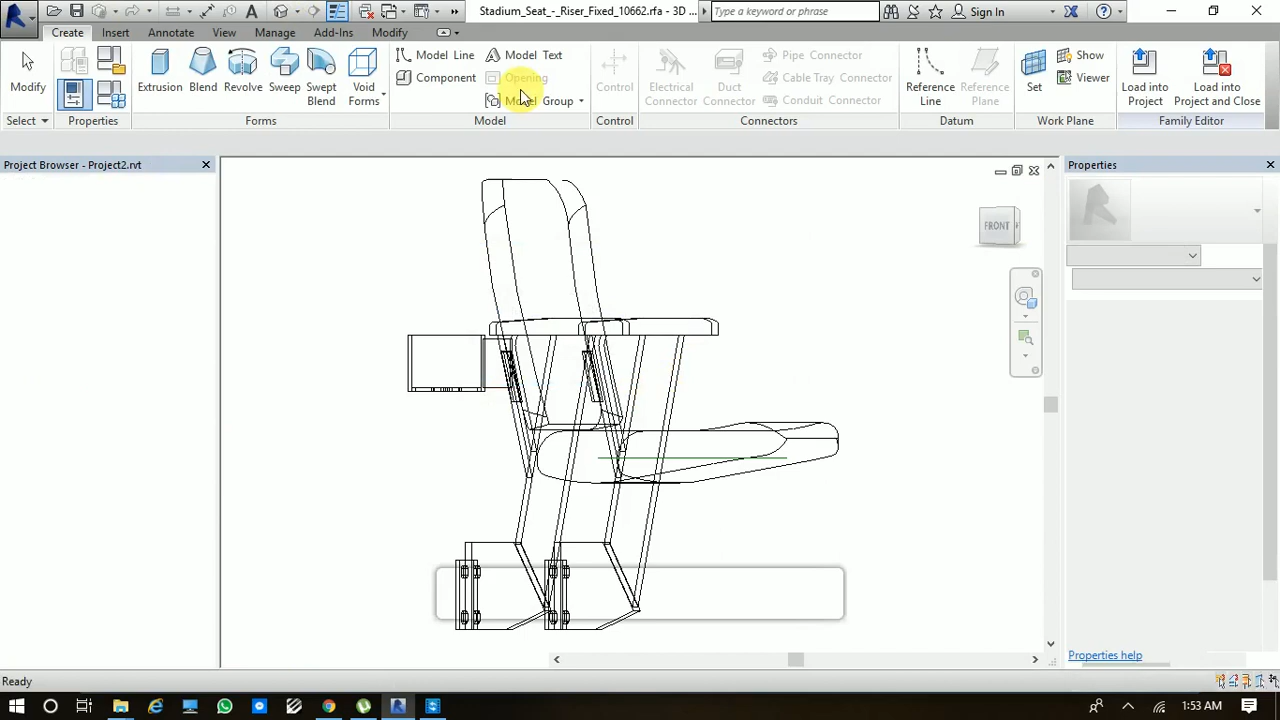 Stadium_Seat_-_Riser_Fixed_10662.rfa - 3D ...
Type a keyword or phrase
Sign In
Create Insert Annotate View Manage Add-Ins Modify
Modify
Extrusion Blend Revolve Sweep Swept Blend Void Forms
Model Line
Component
Model Text
Opening
Model Group
Control
Electrical Connector
Duct Connector
Pipe Connector
Cable Tray Connector
Conduit Connector
Reference Line
Reference Plane
Set
Show
Viewer
Load into Project
Load into Project and Close
Select Properties Forms Model Control Connectors Datum Work Plane Family Editor
Project Browser - Project2.rvt
Properties
FRONT
Properties help
Ready
1:53 AM